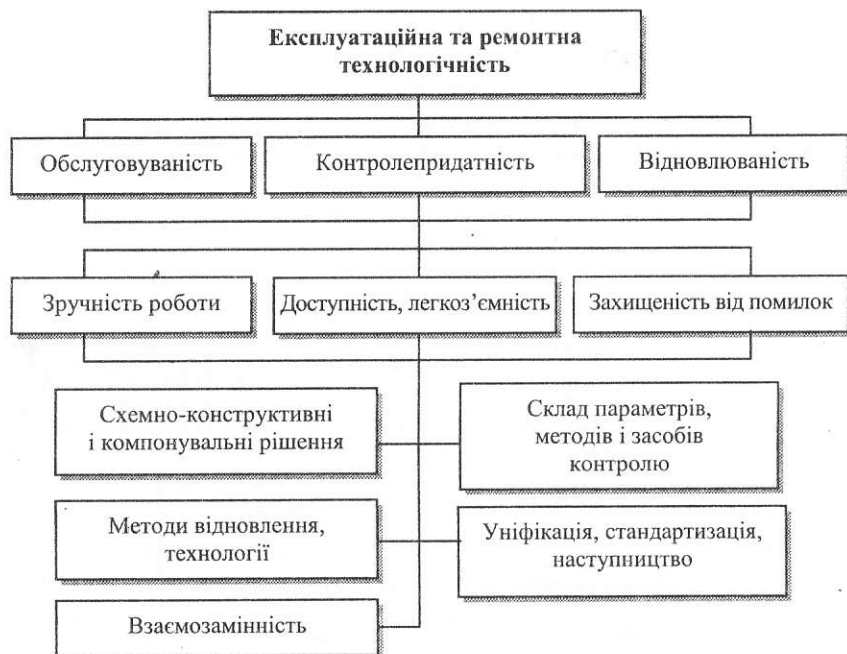 Експлуатаційна та ремонтна
технологічність
Обслуговуваність
Контролепридатність
Відновлюваність
Зручність роботи
Доступність, легкоз’ємність
Захищеність від помилок
Схемно-конструктивні
і компонувальні рішення
Склад параметрів,
методів і засобів
контролю
Методи відновлення,
технології
Уніфікація, стандартизація,
наступництво
Взаємозамінність